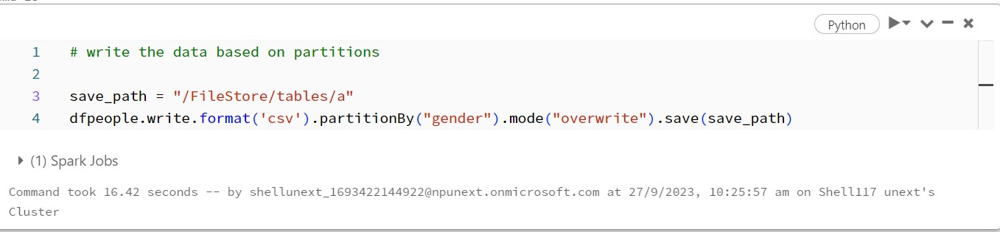 Python
1 # write the data based on partitions
2
3 save_path = "/FileStore/tables/a"
4 dfpeople.write.format('csv').partitionBy("gender").mode("overwrite").save(save_path)
(1) Spark Jobs
Command took 16.42 seconds -- by shellunext_1693422144922@npunext.onmicrosoft.com at 27/9/2023, 10:25:57 am on Shell117 unext's
Cluster